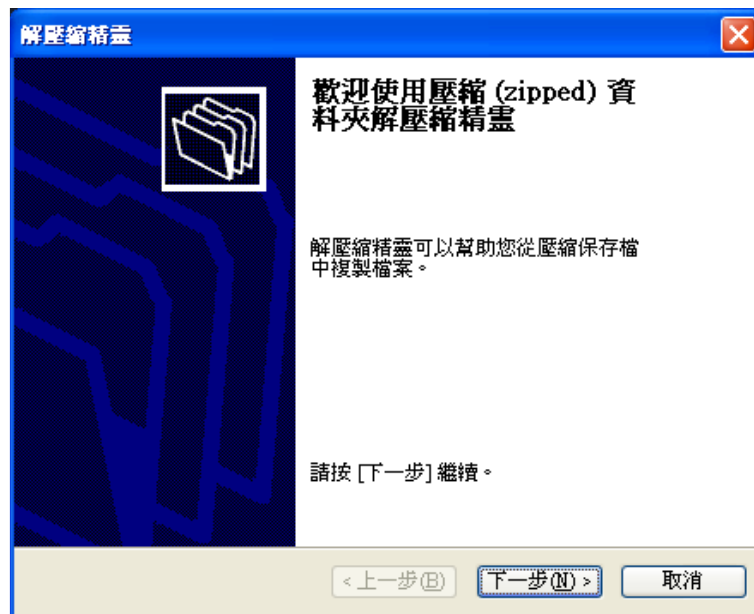 解壓縮精靈
歡迎使用壓縮 (zipped) 資
料夾解壓縮精靈
解壓縮精靈可以幫助您從壓縮保存檔
中複製檔案。
請按 [下一步] 繼續。
<上一步(B) 下一步(N)> 取消